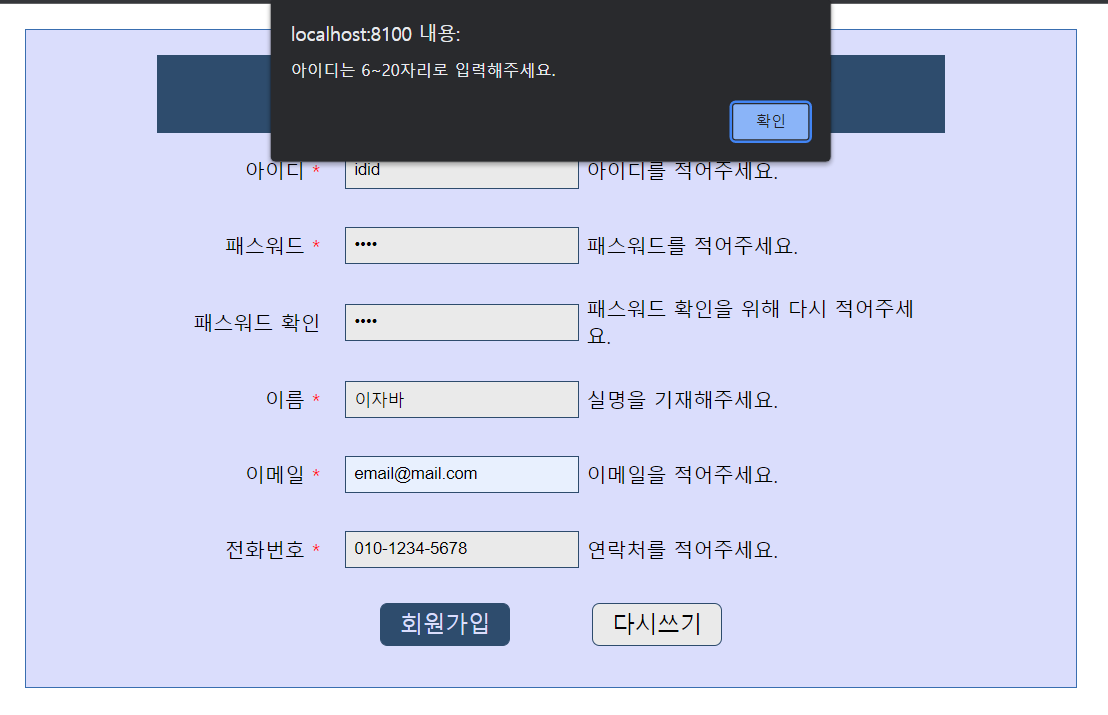 localhost:8100 내용:
아이디는 6~20자리로 입력해주세요.
확인
아이디 * idid 아이디를 적어주세요.
패스워드 * •••• 패스워드를 적어주세요.
패스워드 확인 •••• 패스워드 확인을 위해 다시 적어주세
요.
이름 * 이자바 실명을 기재해주세요.
이메일 * email@mail.com 이메일을 적어주세요.
전화번호 * 010-1234-5678 연락처를 적어주세요.
회원가입 다시쓰기